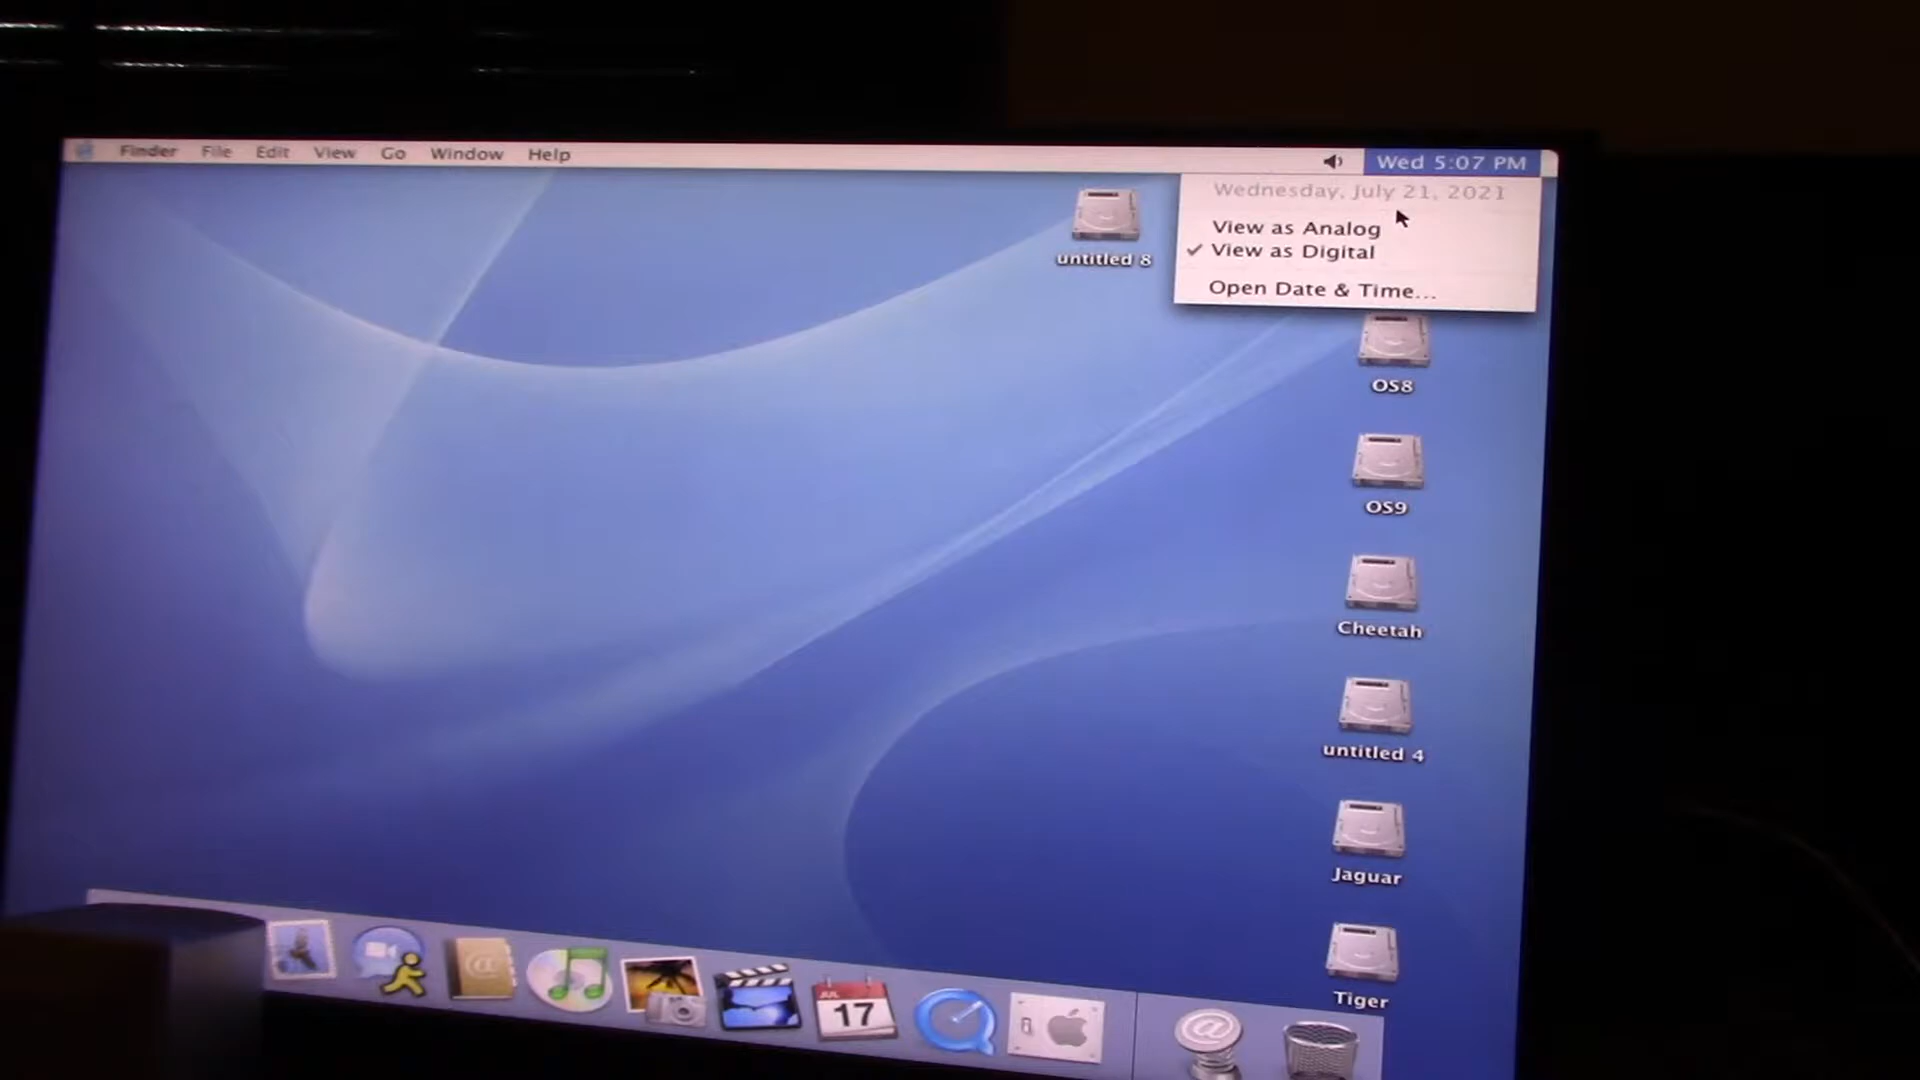 Finder File Edit View Go Window Help
Wed 5:07 PM
Wednesday, July 21, 2021
View as Analog
✓ View as Digital
Open Date & Time...
untitled 8
OS8
OS9
Cheetah
untitled 4
Jaguar
Tiger
@
JUL
17
@